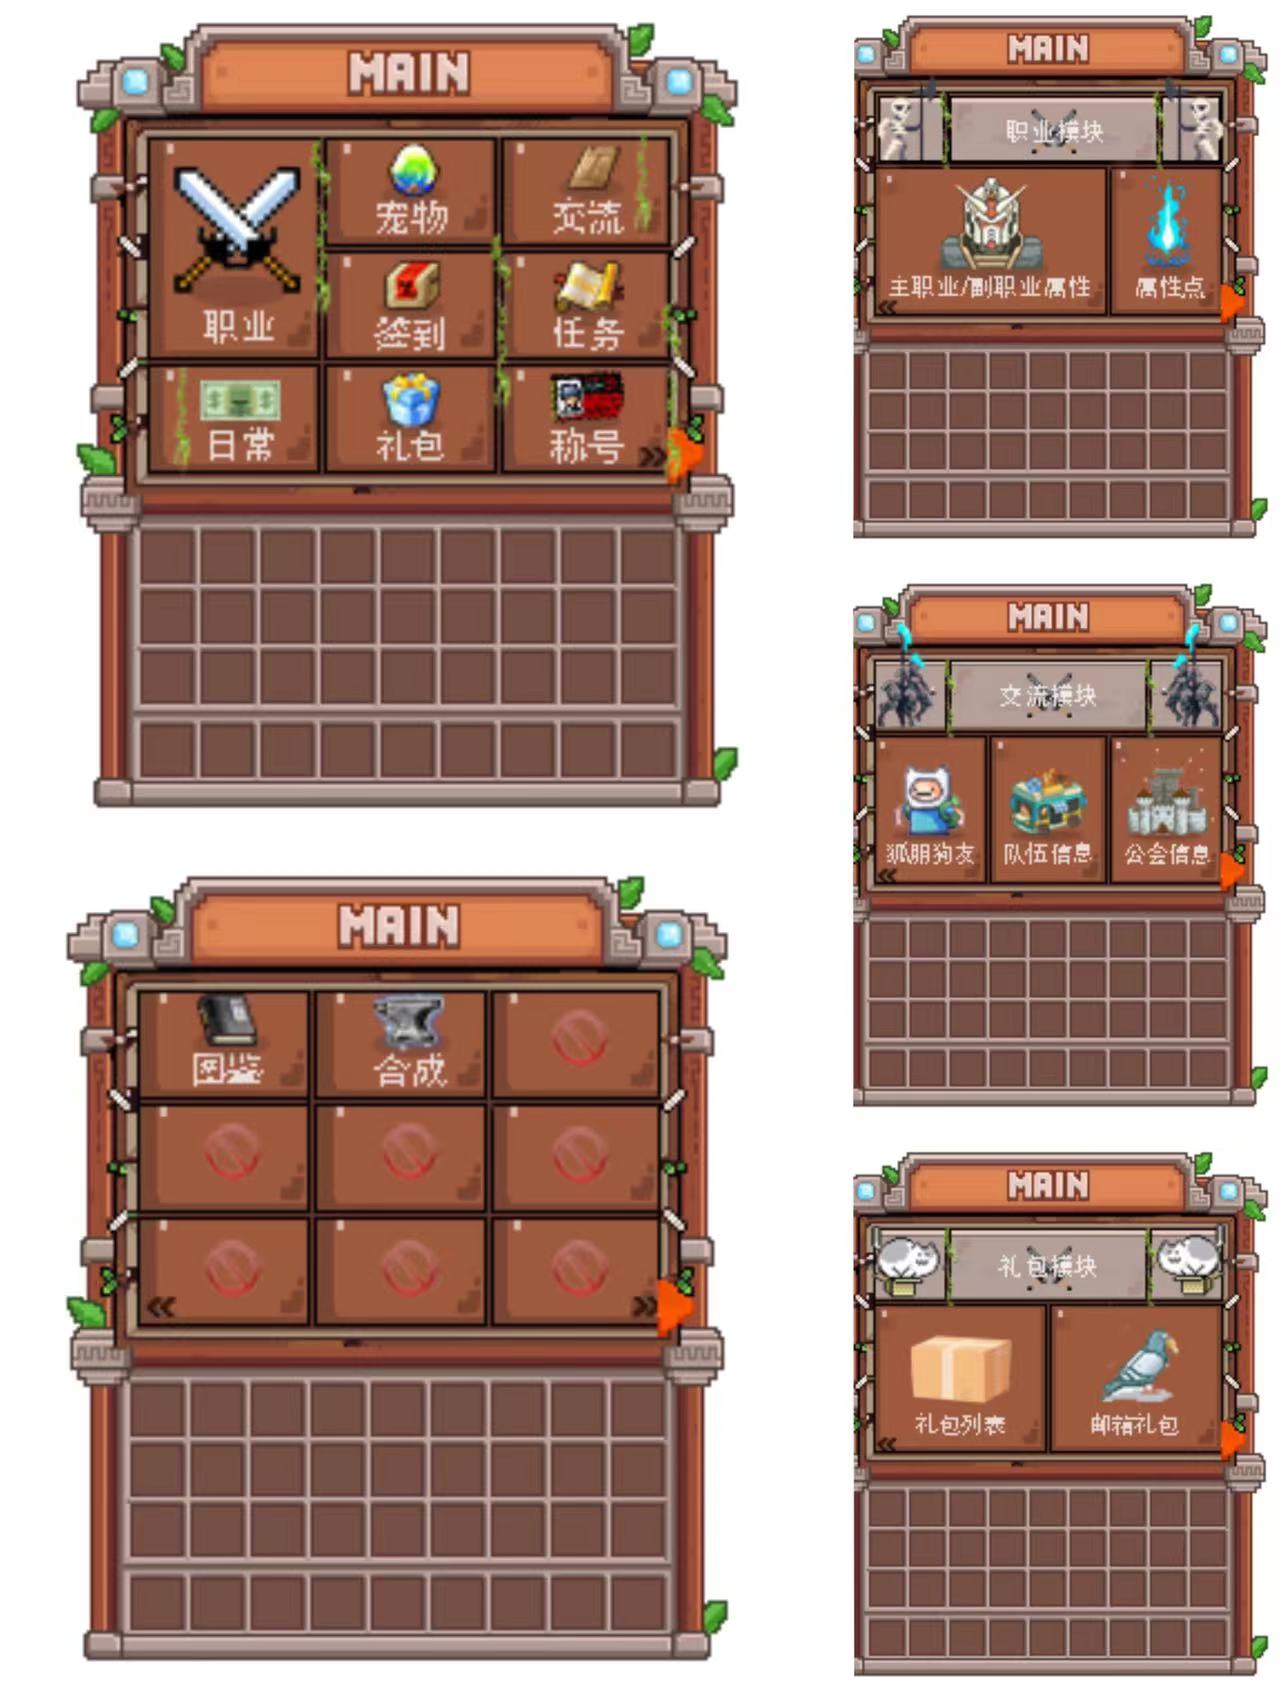 MAIN
职业
宠物
交流
签到
任务
日常
礼包
称号
MAIN
图鉴
合成
MAIN
职业模块
主职业/副职业属性
属性点
MAIN
交流模块
狐朋狗友
队伍信息
公会信息
MAIN
礼包模块
礼包列表
邮箱礼包